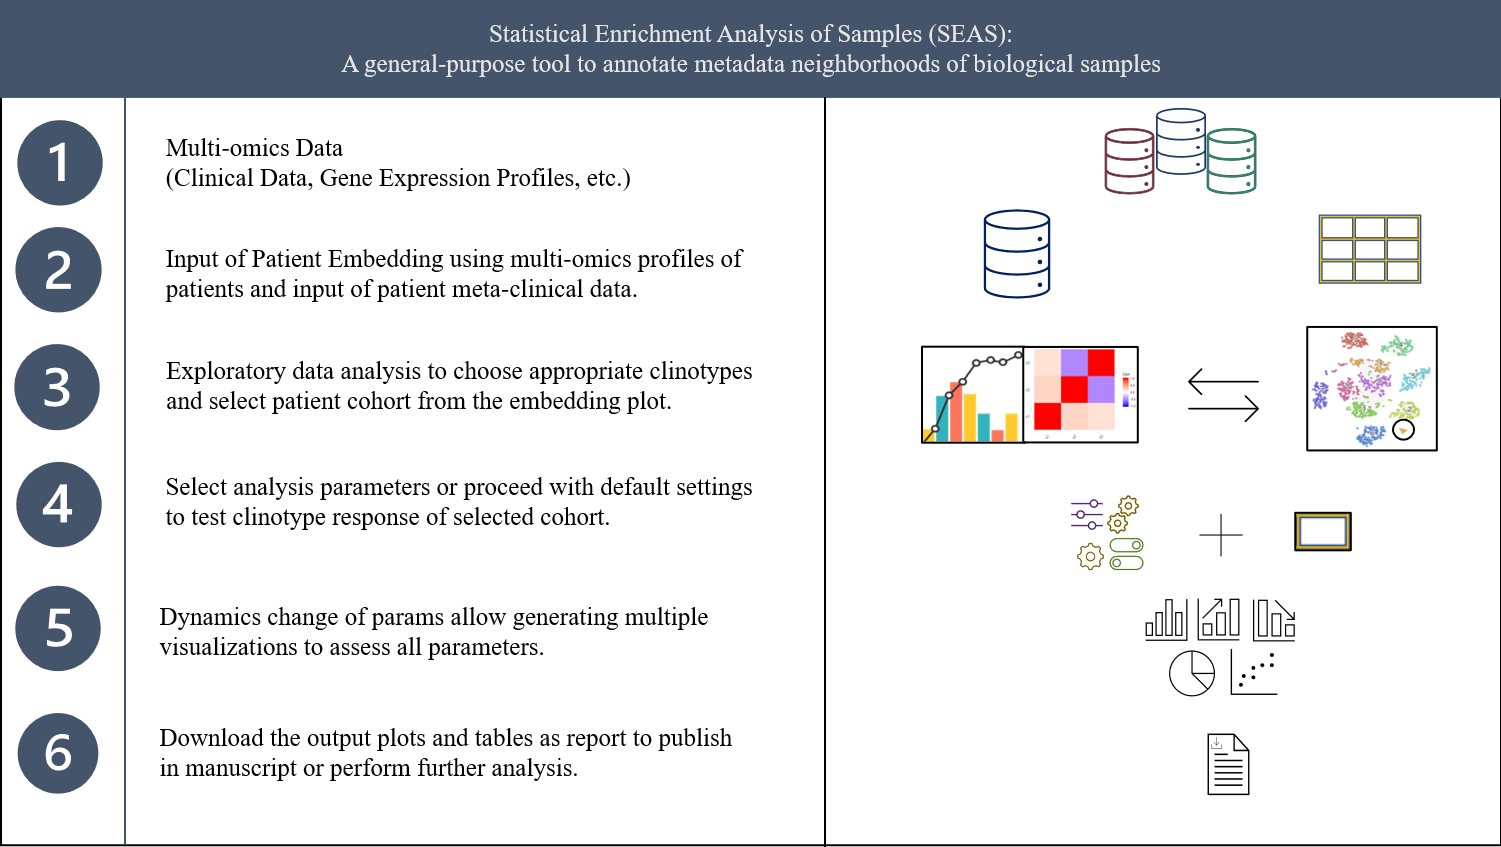 Statistical Enrichment Analysis of Samples (SEAS):
A general-purpose tool to annotate metadata neighborhoods of biological samples
1
Multi-omics Data
(Clinical Data, Gene Expression Profiles, etc.)
2
Input of Patient Embedding using multi-omics profiles of
patients and input of patient meta-clinical data.
3
Exploratory data analysis to choose appropriate clinotypes
and select patient cohort from the embedding plot.
4
Select analysis parameters or proceed with default settings
to test clinotype response of selected cohort.
5
Dynamics change of params allow generating multiple
visualizations to assess all parameters.
6
Download the output plots and tables as report to publish
in manuscript or perform further analysis.